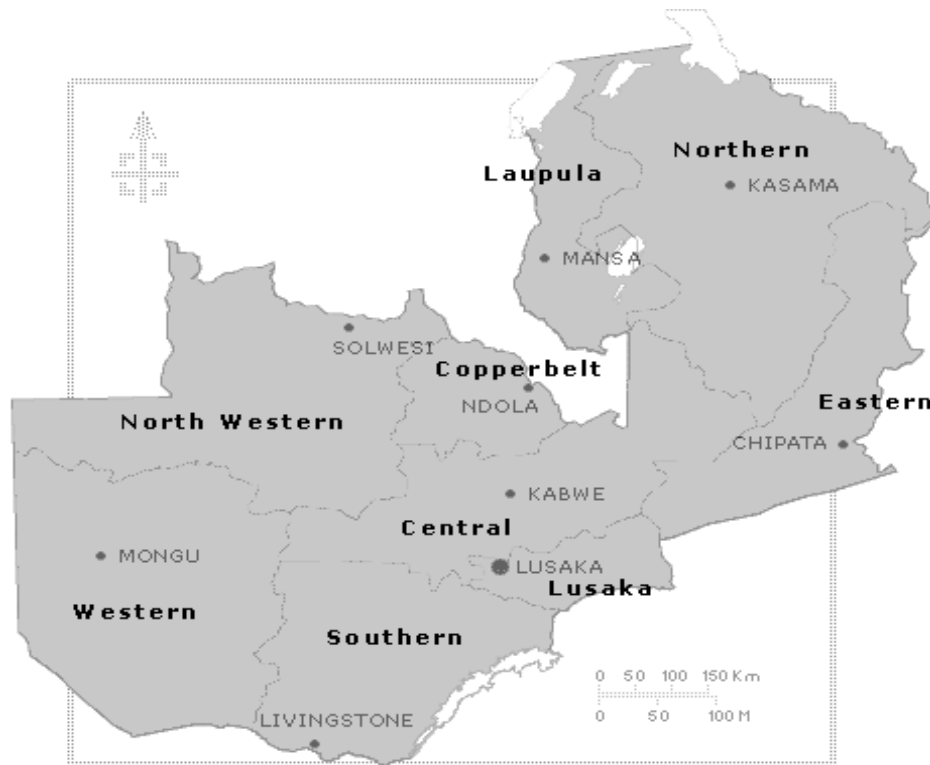 Northern
Laupula
KASAMA
MANSA
SOLWESI
Copperbelt
NDOLA
Eastern
North Western
CHIPATA
KABWE
Central
MONGU
LUSAKA
Lusaka
Western
Southern
0 50 100 150 Km
0 50 100 M
LIVINGSTONE